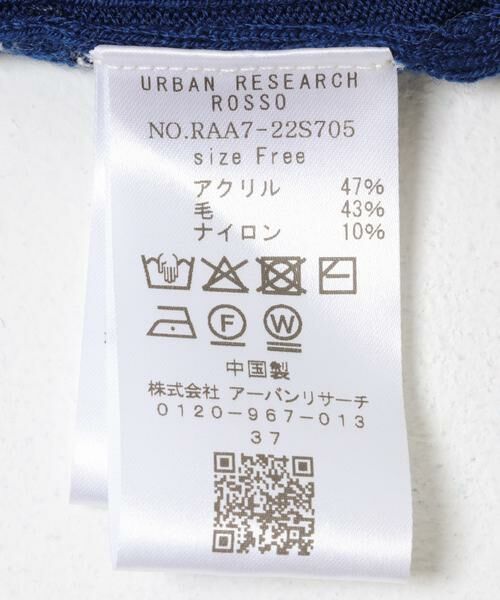 URBAN RESEARCH
ROSSO
NO.RAA7-22S705
size Free
アクリル 47%
毛 43%
ナイロン 10%
F W
中国製
株式会社 アーバンリサーチ
0120-967-013
37